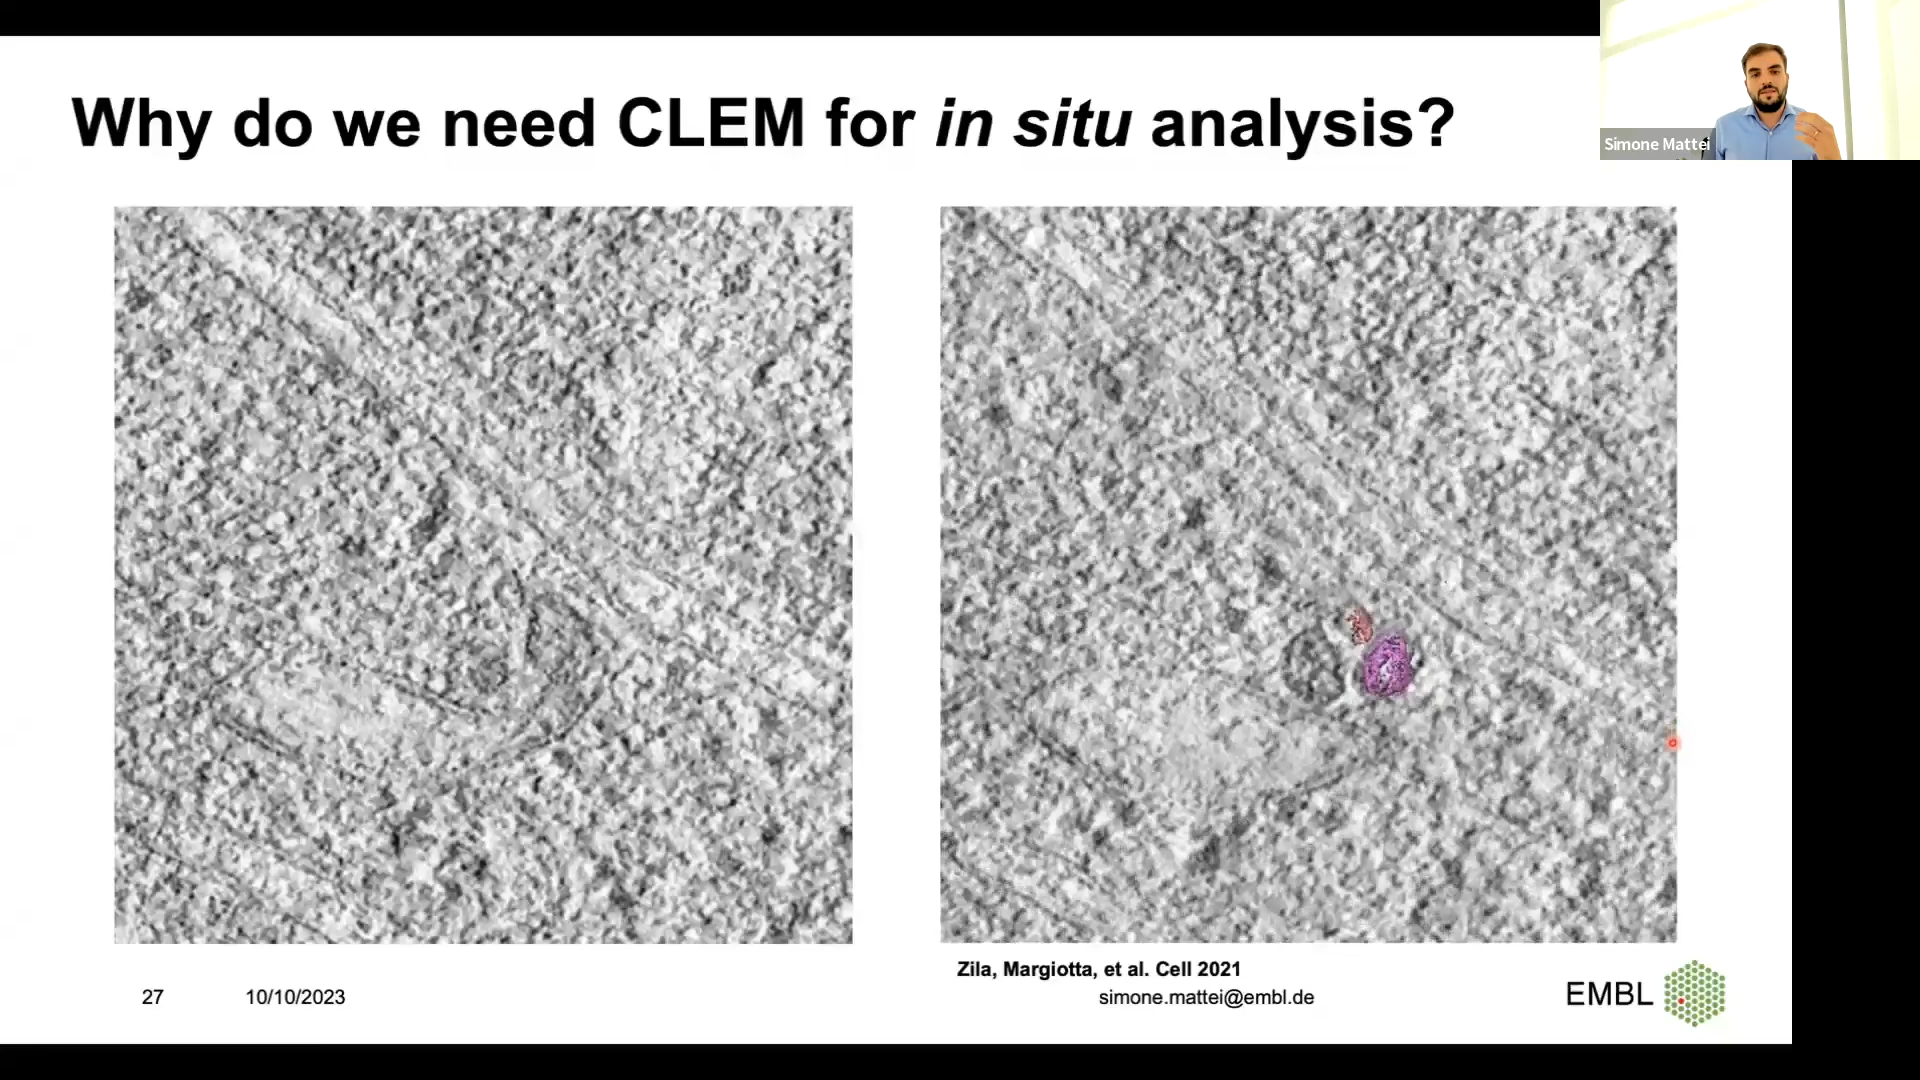 Why do we need CLEM for in situ analysis?
Simone Mattei
Zila, Margiotta, et al. Cell 2021
27
10/10/2023
simone.mattei@embl.de
EMBL